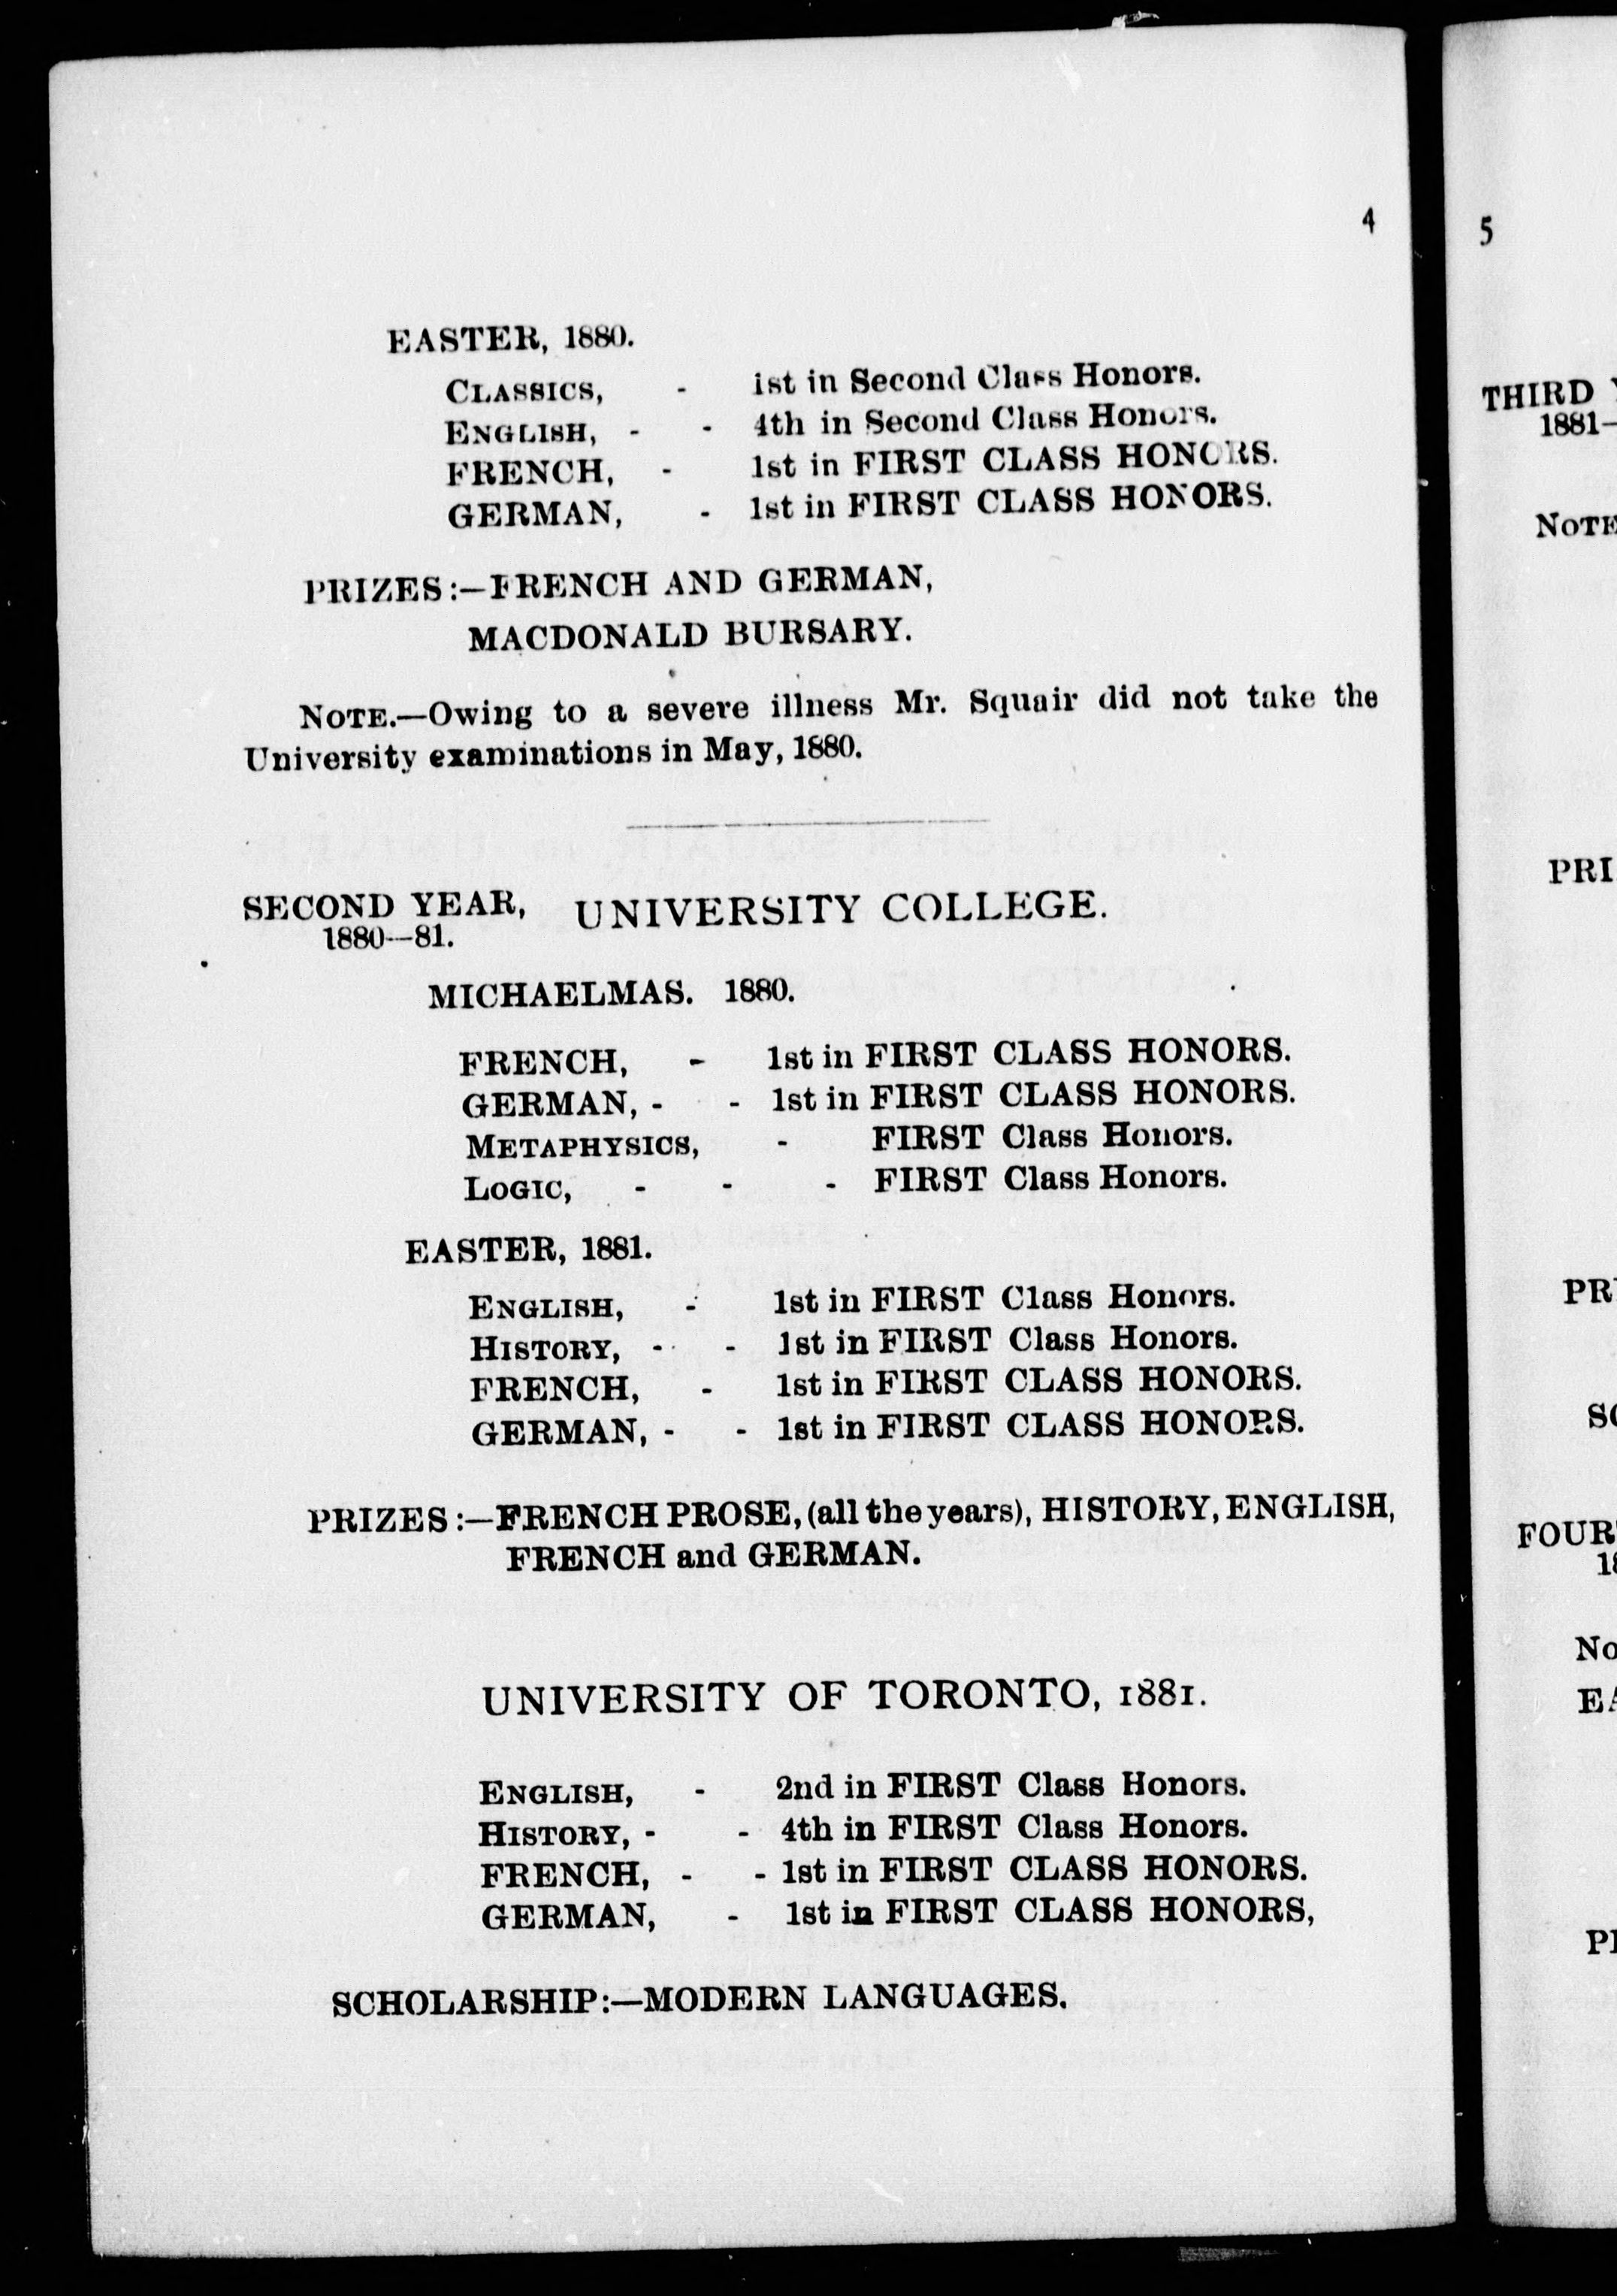 4
EASTER, 1880.
CLASSICS, - 1st in Second Class Honors.
ENGLISH, - - 4th in Second Class Honors.
FRENCH, - 1st in FIRST CLASS HONORS.
GERMAN, - 1st in FIRST CLASS HONORS.
PRIZES:—FRENCH AND GERMAN,
MACDONALD BURSARY.
NOTE.—Owing to a severe illness Mr. Squair did not take the
University examinations in May, 1880.
SECOND YEAR, UNIVERSITY COLLEGE.
1880—81.
MICHAELMAS. 1880.
FRENCH, - 1st in FIRST CLASS HONORS.
GERMAN, - - 1st in FIRST CLASS HONORS.
METAPHYSICS, - FIRST Class Honors.
LOGIC, - - - FIRST Class Honors.
EASTER, 1881.
ENGLISH, - 1st in FIRST Class Honors.
HISTORY, - - 1st in FIRST Class Honors.
FRENCH, - 1st in FIRST CLASS HONORS.
GERMAN, - - 1st in FIRST CLASS HONORS.
PRIZES:—FRENCH PROSE, (all the years), HISTORY, ENGLISH,
FRENCH and GERMAN.
UNIVERSITY OF TORONTO, 1881.
ENGLISH, - 2nd in FIRST Class Honors.
HISTORY, - - 4th in FIRST Class Honors.
FRENCH, - - 1st in FIRST CLASS HONORS.
GERMAN, - 1st in FIRST CLASS HONORS,
SCHOLARSHIP:—MODERN LANGUAGES.
5
THIRD
1881—
NOTE